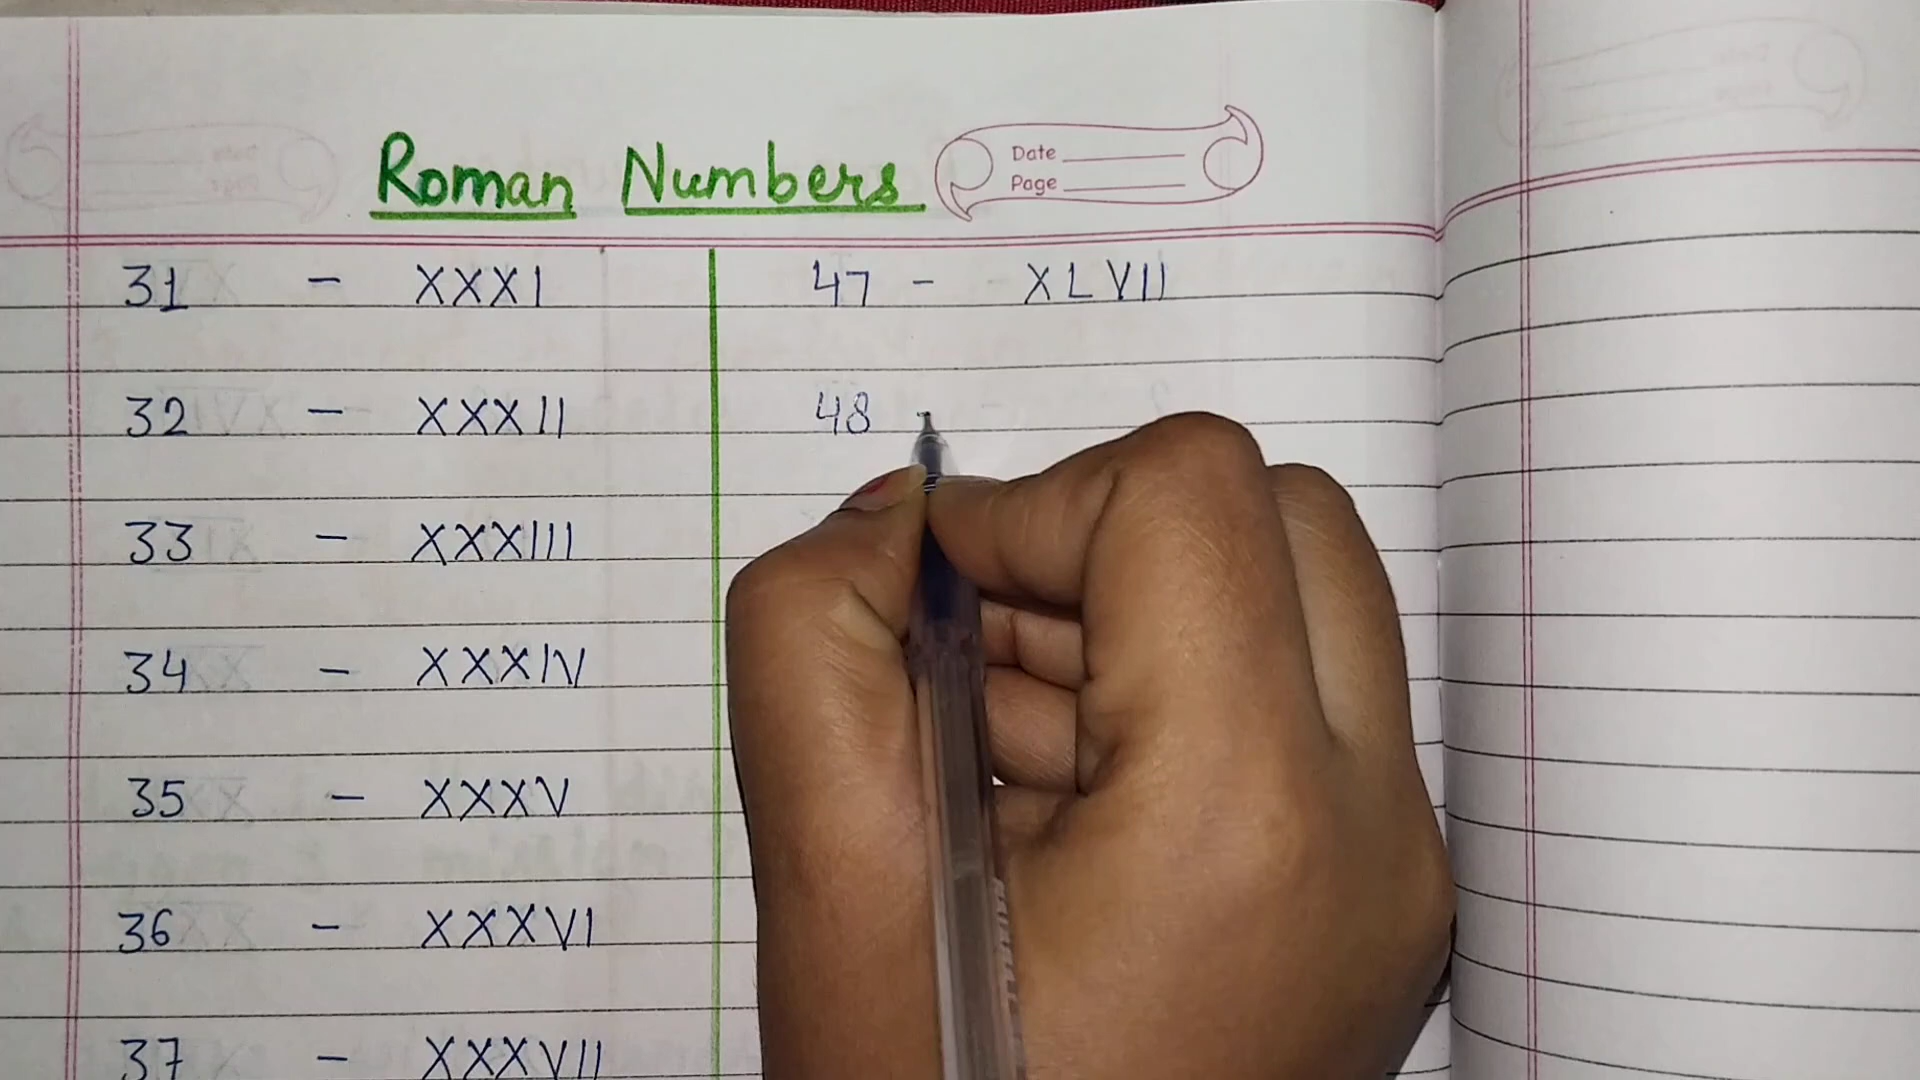 Roman Numbers
Date
Page
31 - XXXI
32 - XXXII
33 - XXXIII
34 - XXXIV
35 - XXXV
36 - XXXVI
37 - XXXVII
47 - XLVII
48 -